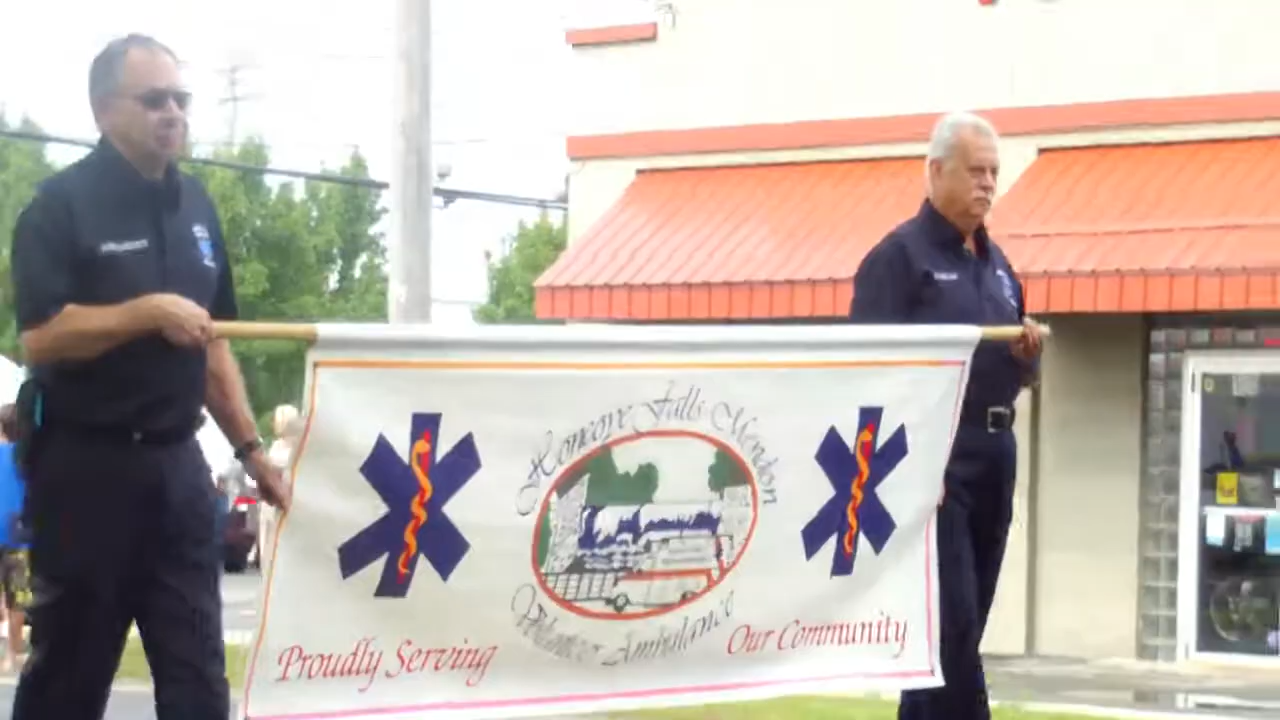 Honeoye Falls Mendon
Volunteer Ambulance
Proudly Serving
Our Community